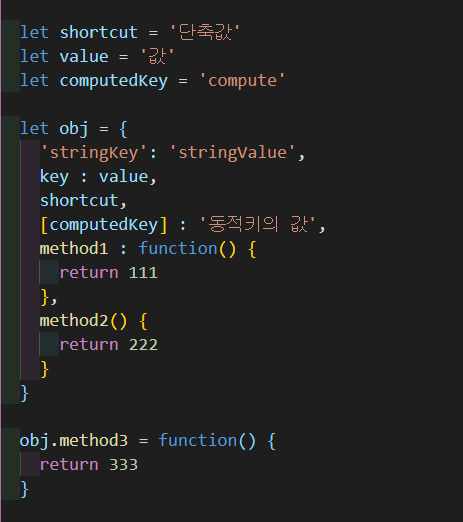 let shortcut = '단축값'
let value = '값'
let computedKey = 'compute'
let obj = {
'stringKey': 'stringValue',
key : value,
shortcut,
[computedKey] : '동적키의 값',
method1 : function() {
return 111
},
method2() {
return 222
}
}
obj.method3 = function() {
return 333
}